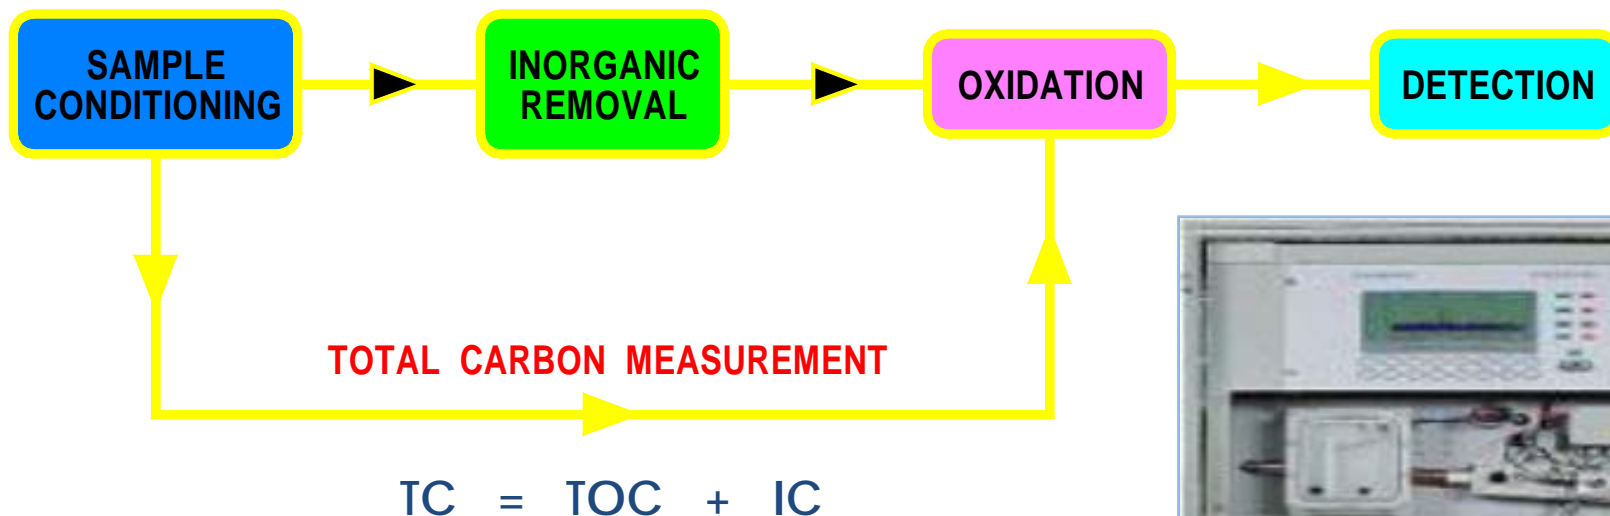 SAMPLE
CONDITIONING
INORGANIC
REMOVAL
OXIDATION
DETECTION
TOTAL CARBON MEASUREMENT
TC = TOC + IC